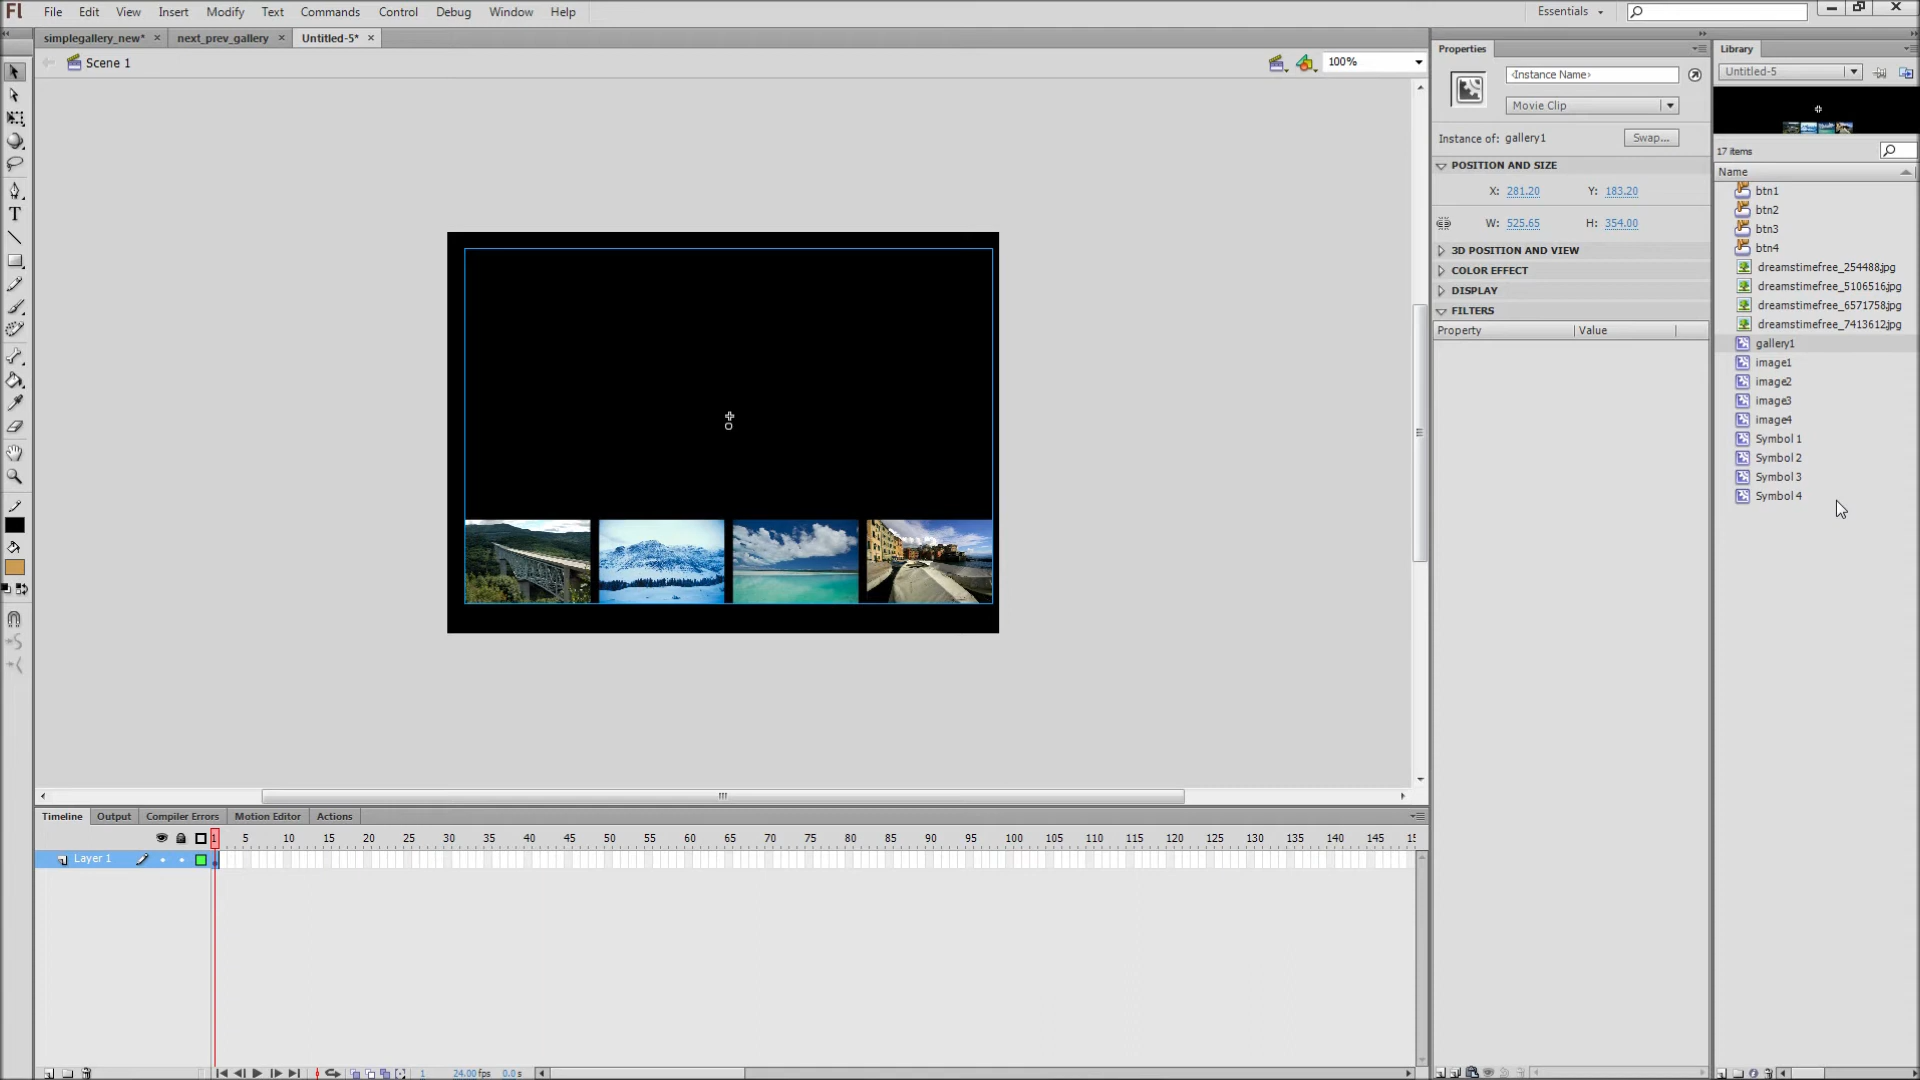 Fl File Edit View Insert Modify Text Commands Control Debug Window Help Essentials
simplegallery_new* × next_prev_gallery × Untitled-5* ×
Scene 1 100%
Properties
<Instance Name>
Movie Clip
Instance of: gallery1 Swap...
POSITION AND SIZE
X: 281.20 Y: 183.20
W: 525.65 H: 354.00
3D POSITION AND VIEW
COLOR EFFECT
DISPLAY
FILTERS
Property Value
Library
Untitled-5
17 items
Name
btn1
btn2
btn3
btn4
dreamstimefree_254488.jpg
dreamstimefree_5106516.jpg
dreamstimefree_6571758.jpg
dreamstimefree_7413612.jpg
gallery1
image1
image2
image3
image4
Symbol 1
Symbol 2
Symbol 3
Symbol 4
Timeline Output Compiler Errors Motion Editor Actions
1 5 10 15 20 25 30 35 40 45 50 55 60 65 70 75 80 85 90 95 100 105 110 115 120 125 130 135 140 145 15
Layer 1
1 24.00 fps 0.0 s